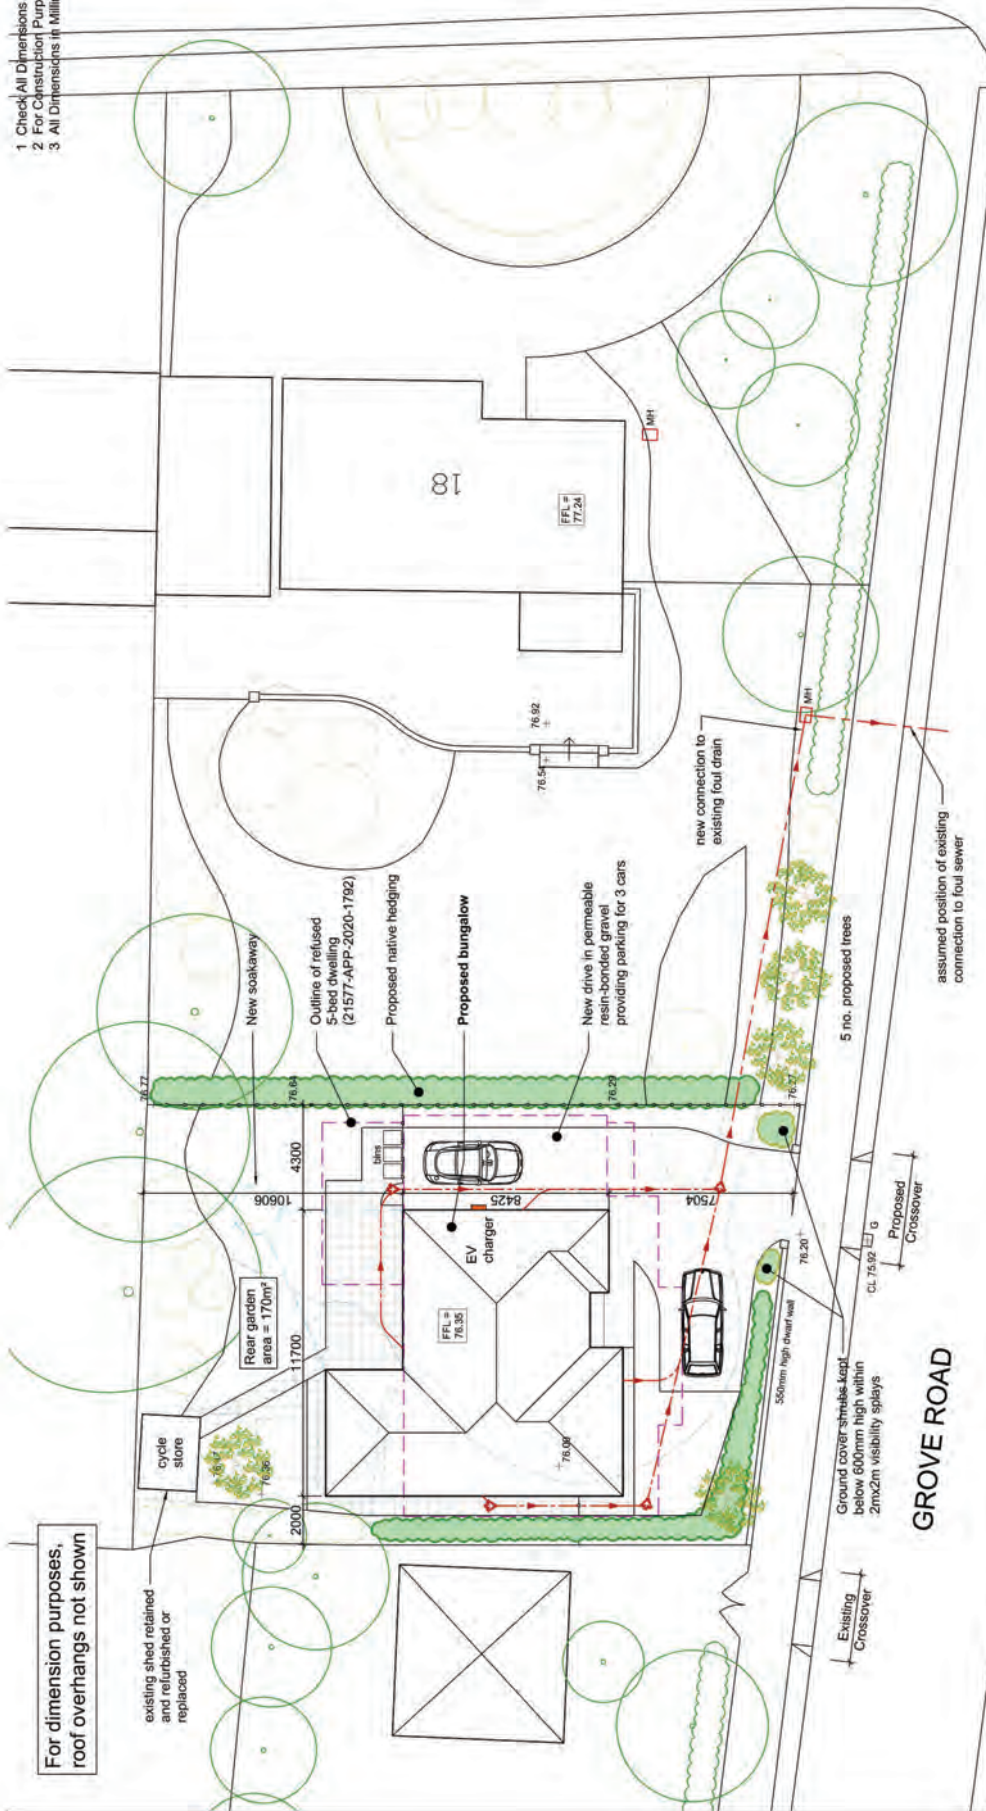 1 Check All Dimensions
2 For Construction Purp
3 All Dimensions in Millim
For dimension purposes,
roof overhangs not shown
existing shed retained
and refurbished or
replaced
cycle
store
Rear garden
area = 170m²
New soakaway
Outline of refused
5-bed dwelling
(21577-APP-2020-1792)
Proposed native hedging
Proposed bungalow
New drive in permeable
resin-bonded gravel
providing parking for 3 cars
76.77
76.64
76.29
76.27
10606
4300
8425
7504
11700
2000
bins
EV
charger
FFL =
76.35
76.09
76.36
18
FFL =
77.24
MH
76.92
76.54
new connection to
existing foul drain
MH
assumed position of existing
connection to foul sewer
5 no. proposed trees
76.20
Proposed
Crossover
CL 75.92
G
550mm high dwarf wall
Ground cover shrubs kept
below 600mm high within
2mx2m visibility splays
Existing
Crossover
GROVE ROAD